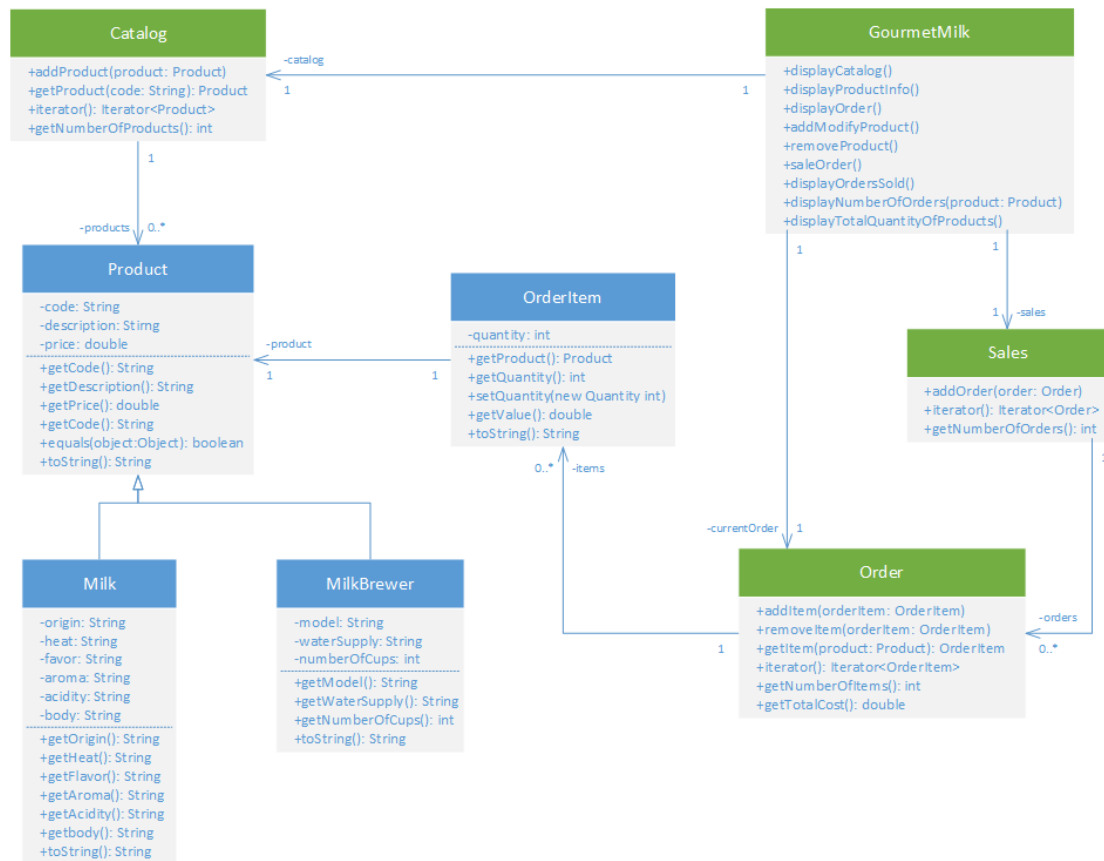 Catalog
+addProduct(product: Product)
+getProduct(code: String): Product
+iterator(): Iterator<Product>
+getNumberOfProducts(): int
GourmetMilk
+displayCatalog()
+displayProductInfo()
+displayOrder()
+addModifyProduct()
+removeProduct()
+saleOrder()
+displayOrdersSold()
+displayNumberOfOrders(product: Product)
+displayTotalQuantityOfProducts()
-catalog
1
1
1
-products
0..*
1
1
1
-sales
Product
-code: String
-description: Stimg
-price: double
+getCode(): String
+getDescription(): String
+getPrice(): double
+getCode(): String
+equals(object:Object): boolean
+toString(): String
-product
1
1
OrderItem
-quantity: int
+getProduct(): Product
+getQuantity(): int
+setQuantity(new Quantity int)
+getValue(): double
+toString(): String
0..*
-items
Sales
+addOrder(order: Order)
+iterator(): Iterator<Order>
+getNumberOfOrders(): int
1
-currentOrder
1
Milk
-origin: String
-heat: String
-favor: String
-aroma: String
-acidity: String
-body: String
+getOrigin(): String
+getHeat(): String
+getFlavor(): String
+getAroma(): String
+getAcidity(): String
+getbody(): String
+toString(): String
MilkBrewer
-model: String
-waterSupply: String
-numberOfCups: int
+getModel(): String
+getWaterSupply(): String
+getNumberOfCups(): int
+toString(): String
1
Order
+addItem(orderItem: OrderItem)
+removeItem(orderItem: OrderItem)
+getItem(product: Product): OrderItem
+iterator(): Iterator<OrderItem>
+getNumberOfItems(): int
+getTotalCost(): double
-orders
0..*